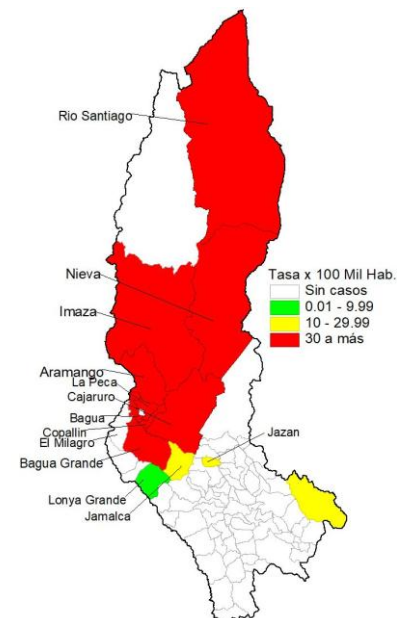 Rio Santiago
Nieva
Imaza
Aramango
La Peca
Cajaruro
Bagua
Copallin
El Milagro
Bagua Grande
Lonya Grande
Jamalca
Jazan
Tasa x 100 Mil Hab.
Sin casos
0.01 - 9.99
10 - 29.99
30 a más